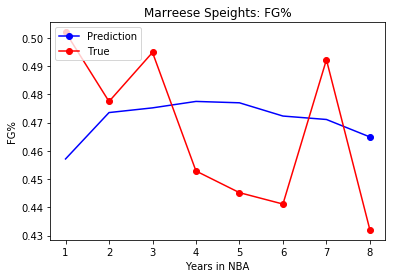 Marreese Speights: FG%
Prediction
True
0.50
0.49
0.48
0.47
0.46
0.45
0.44
0.43
FG%
1 2 3 4 5 6 7 8
Years in NBA